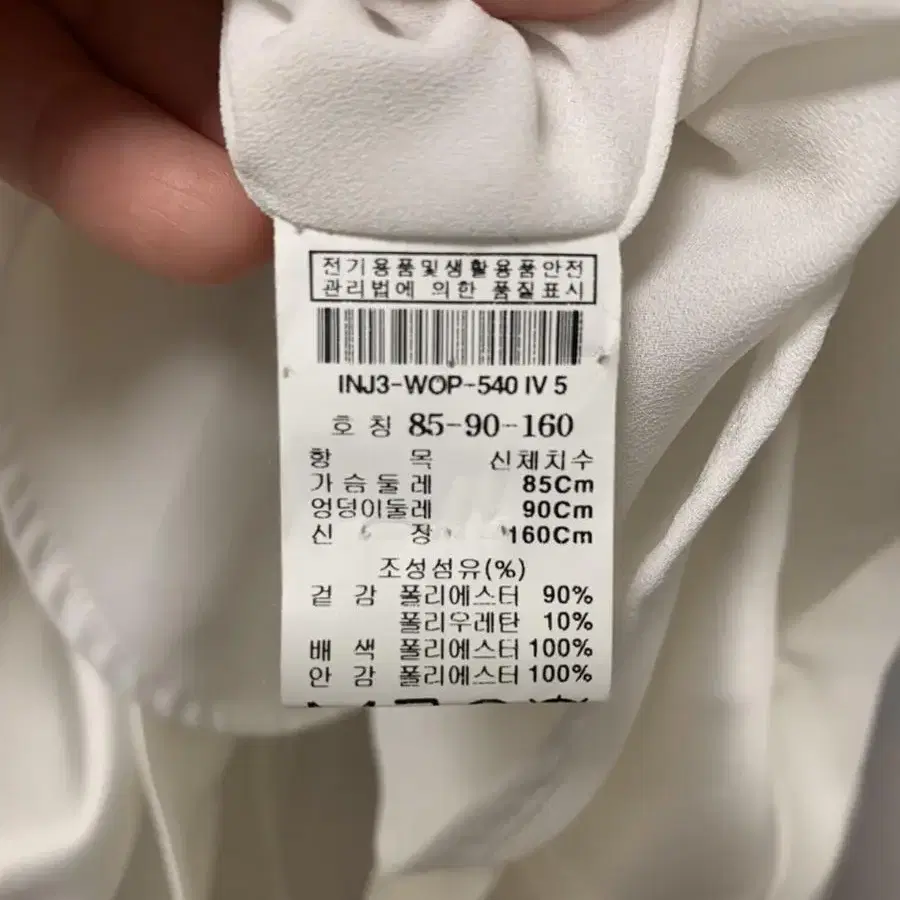 전기용품및생활용품안전
관리법에 의한 품질표시
INJ3-WOP-540 IV 5
호 칭 85-90-160
항 목 신체치수
가슴둘레 85Cm
엉덩이둘레 90Cm
신 장 160Cm
조성섬유(%)
겉 감 폴리에스터 90%
폴리우레탄 10%
배 색 폴리에스터 100%
안 감 폴리에스터 100%